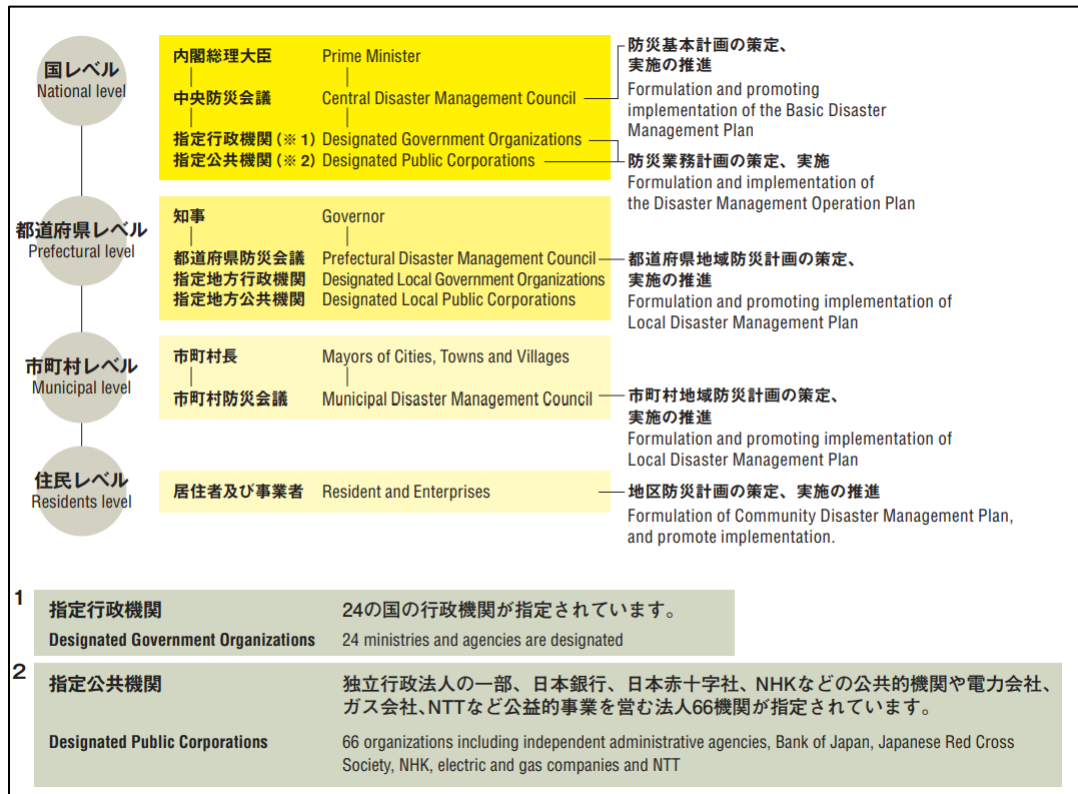 国レベル
National level
内閣総理大臣 Prime Minister
中央防災会議 Central Disaster Management Council
指定行政機関(※1) Designated Government Organizations
指定公共機関(※2) Designated Public Corporations
防災基本計画の策定、
実施の推進
Formulation and promoting
implementation of the Basic Disaster
Management Plan
防災業務計画の策定、実施
Formulation and implementation of
the Disaster Management Operation Plan
都道府県レベル
Prefectural level
知事 Governor
都道府県防災会議 Prefectural Disaster Management Council
指定地方行政機関 Designated Local Government Organizations
指定地方公共機関 Designated Local Public Corporations
都道府県地域防災計画の策定、
実施の推進
Formulation and promoting implementation of
Local Disaster Management Plan
市町村レベル
Municipal level
市町村長 Mayors of Cities, Towns and Villages
市町村防災会議 Municipal Disaster Management Council
市町村地域防災計画の策定、
実施の推進
Formulation and promoting implementation of
Local Disaster Management Plan
住民レベル
Residents level
居住者及び事業者 Resident and Enterprises
地区防災計画の策定、実施の推進
Formulation of Community Disaster Management Plan,
and promote implementation.
1
指定行政機関 24の国の行政機関が指定されています。
Designated Government Organizations 24 ministries and agencies are designated
2
指定公共機関 独立行政法人の一部、日本銀行、日本赤十字社、NHKなどの公共的機関や電力会社、
ガス会社、NTTなど公益的事業を営む法人66機関が指定されています。
Designated Public Corporations 66 organizations including independent administrative agencies, Bank of Japan, Japanese Red Cross
Society, NHK, electric and gas companies and NTT